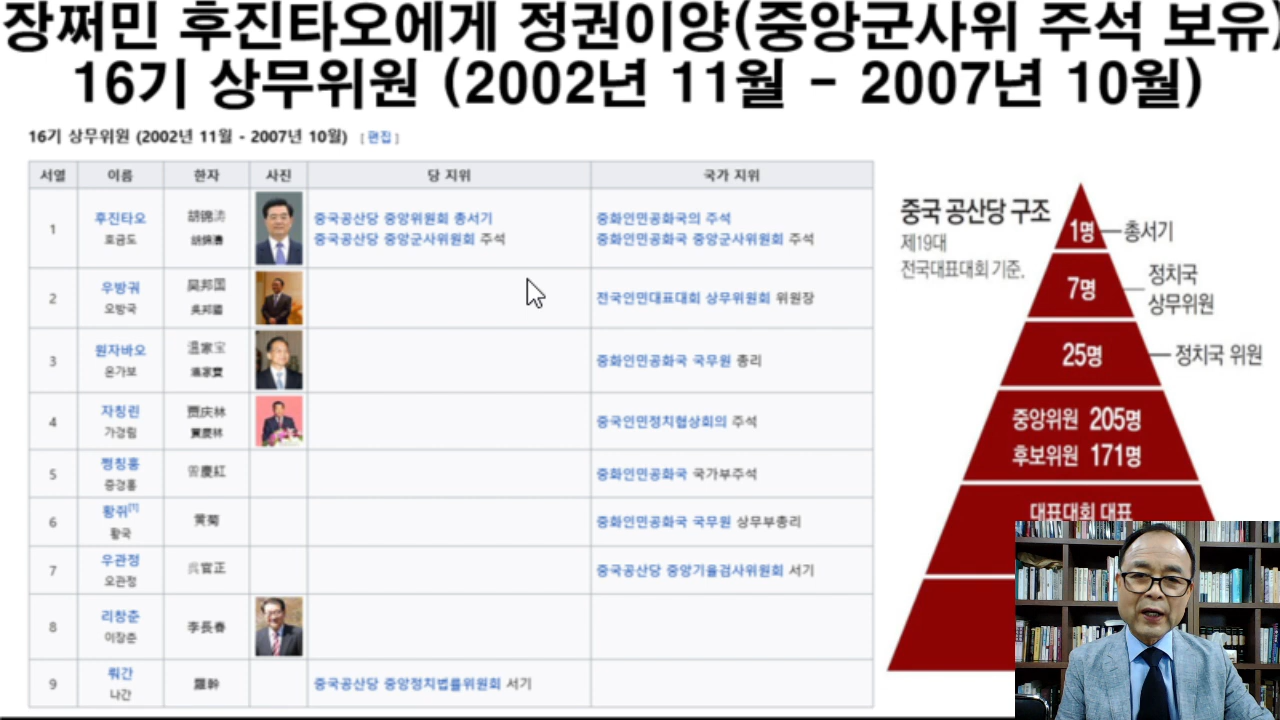 장쩌민 후진타오에게 정권이양(중앙군사위 주석 보유)
16기 상무위원 (2002년 11월 - 2007년 10월)
16기 상무위원 (2002년 11월 - 2007년 10월) [편집]
서열 이름 한자 사진 당 지위 국가 지위
1
후진타오
호금도
胡锦涛
胡錦濤
중국공산당 중앙위원회 총서기
중국공산당 중앙군사위원회 주석
중화인민공화국의 주석
중화인민공화국 중앙군사위원회 주석
2
우방궈
오방국
吴邦国
吳邦國
전국인민대표대회 상무위원회 위원장
3
원자바오
온가보
温家宝
溫家寶
중화인민공화국 국무원 총리
4
자칭린
가경림
贾庆林
賈慶林
중국인민정치협상회의 주석
5
쩡칭훙
증경홍
曾慶紅
중화인민공화국 국가부주석
6
황쥐[1]
황국
黄菊
중화인민공화국 국무원 상무부총리
7
우관정
오관정
吳官正
중국공산당 중앙기율검사위원회 서기
8
리창춘
이장춘
李長春
9
뤄간
나간
羅幹
중국공산당 중앙정치법률위원회 서기
중국 공산당 구조
제19대
전국대표대회 기준.
1명 총서기
7명 정치국
상무위원
25명 정치국 위원
중앙위원 205명
후보위원 171명
대표대회 대표